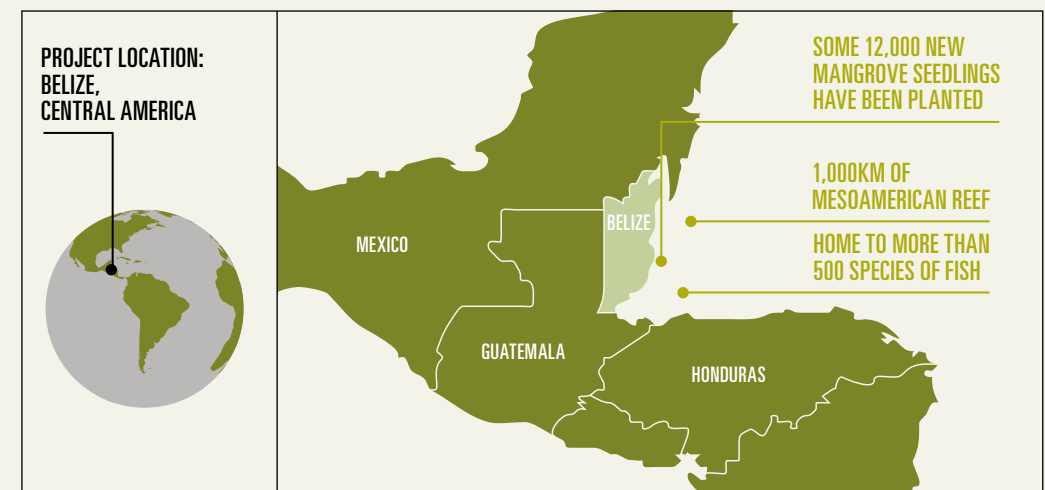 PROJECT LOCATION:
BELIZE,
CENTRAL AMERICA
SOME 12,000 NEW
MANGROVE SEEDLINGS
HAVE BEEN PLANTED
1,000KM OF
MESOAMERICAN REEF
HOME TO MORE THAN
500 SPECIES OF FISH
BELIZE
MEXICO
GUATEMALA
HONDURAS